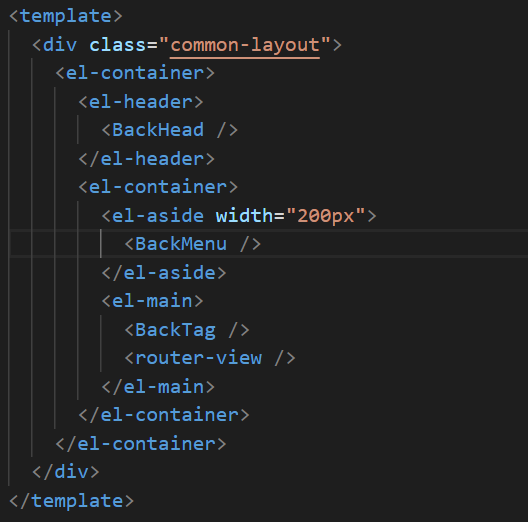 <template>
<div class="common-layout">
<el-container>
<el-header>
<BackHead />
</el-header>
<el-container>
<el-aside width="200px">
<BackMenu />
</el-aside>
<el-main>
<BackTag />
<router-view />
</el-main>
</el-container>
</el-container>
</div>
</template>